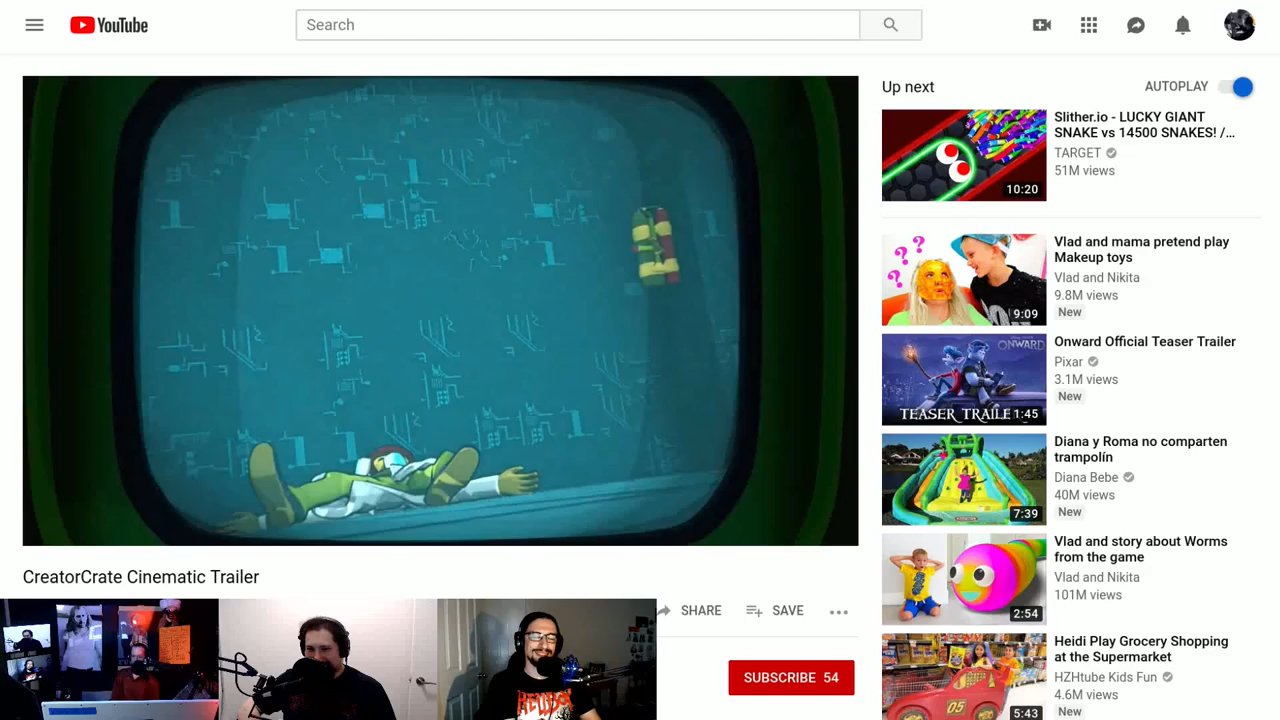 YouTube
Search
Up next
AUTOPLAY
10:20
Slither.io - LUCKY GIANT
SNAKE vs 14500 SNAKES! /...
TARGET
51M views
9:09
Vlad and mama pretend play
Makeup toys
Vlad and Nikita
9.8M views
New
ONWARD
TEASER TRAILE
1:45
Onward Official Teaser Trailer
Pixar
3.1M views
New
7:39
Diana y Roma no comparten
trampolín
Diana Bebe
40M views
New
2:54
Vlad and story about Worms
from the game
Vlad and Nikita
101M views
05
5:43
Heidi Play Grocery Shopping
at the Supermarket
HZHtube Kids Fun
4.6M views
New
CreatorCrate Cinematic Trailer
SHARE
SAVE
SUBSCRIBE 54
HELLBOY